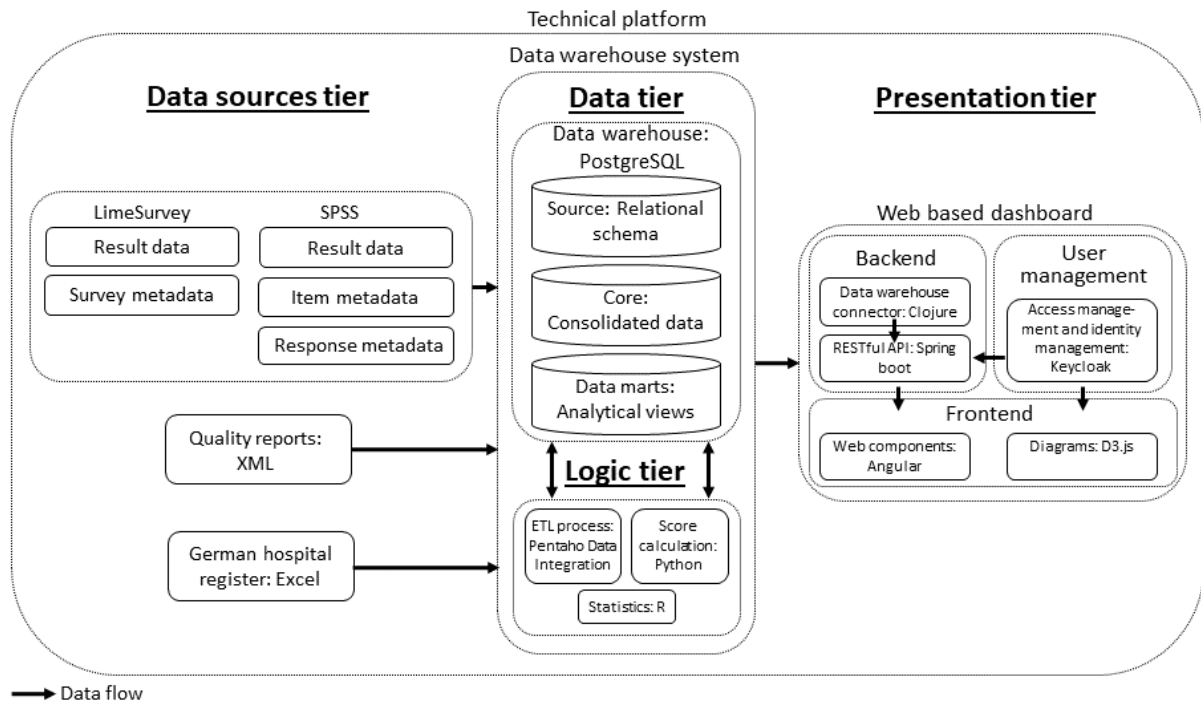 Technical platform
Data warehouse system
Data sources tier
Data tier
Presentation tier
Data warehouse:
PostgreSQL
LimeSurvey
SPSS
Result data
Result data
Survey metadata
Item metadata
Response metadata
Source: Relational
schema
Core:
Consolidated data
Data marts:
Analytical views
Web based dashboard
Backend
User
management
Data warehouse
connector: Clojure
RESTful API: Spring
boot
Access manage-
ment and identity
management:
Keycloak
Frontend
Web components:
Angular
Diagrams: D3.js
Quality reports:
XML
Logic tier
ETL process:
Pentaho Data
Integration
Score
calculation:
Python
Statistics: R
German hospital
register: Excel
Data flow